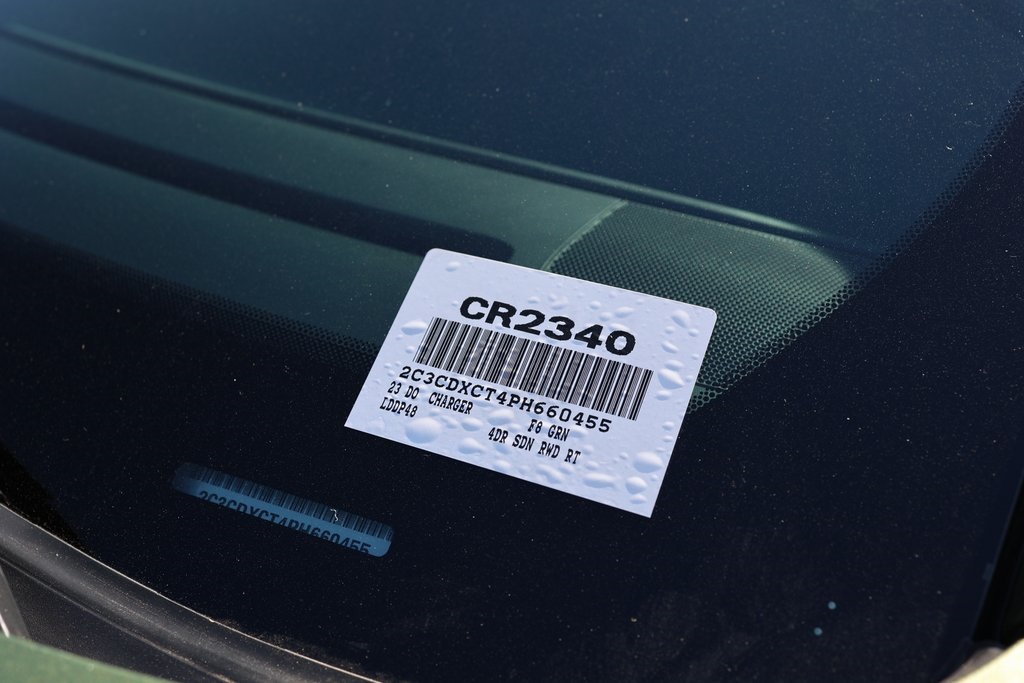 CR2340
2C3CDXCT4PH660455
23 DO CHARGER F8 GRN
LDDP48 4DR SDN RWD RT
2C3CDXCT4PH660455